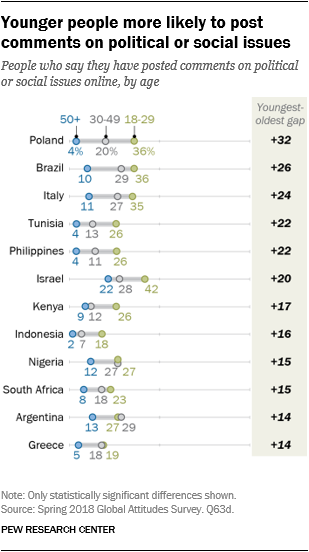 Younger people more likely to post
comments on political or social issues
People who say they have posted comments on political
or social issues online, by age
Youngest-
oldest gap
50+ 30-49 18-29
Poland 4% 20% 36% +32
Brazil 10 29 36 +26
Italy 11 27 35 +24
Tunisia 4 13 26 +22
Philippines 4 11 26 +22
Israel 22 28 42 +20
Kenya 9 12 26 +17
Indonesia 2 7 18 +16
Nigeria 12 27 27 +15
South Africa 8 18 23 +15
Argentina 13 27 29 +14
Greece 5 18 19 +14
Note: Only statistically significant differences shown.
Source: Spring 2018 Global Attitudes Survey. Q63d.
PEW RESEARCH CENTER